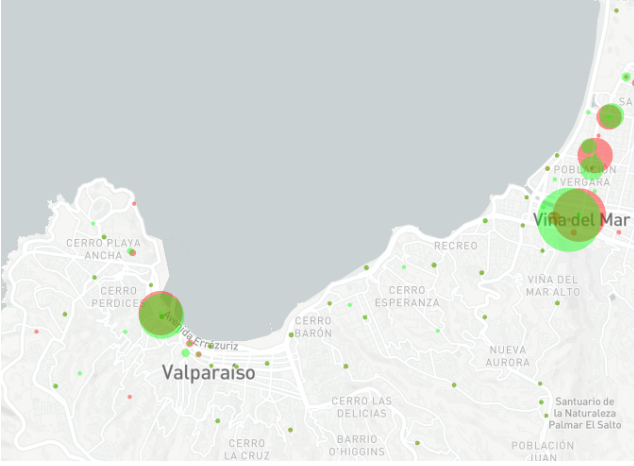 SA
POBLACIÓN
VERGARA
Viña del Mar
CERRO PLAYA
ANCHA
RECREO
CERRO
PERDICES
CERRO
ESPERANZA
VIÑA DEL
MAR ALTO
Avenida Errázuriz
CERRO
BARÓN
NUEVA
AURORA
Valparaíso
CERRO LAS
DELICIAS
Santuario de
la Naturaleza
Palmar El Salto
CERRO
LA CRUZ
BARRIO
O'HIGGINS
POBLACIÓN
JUAN